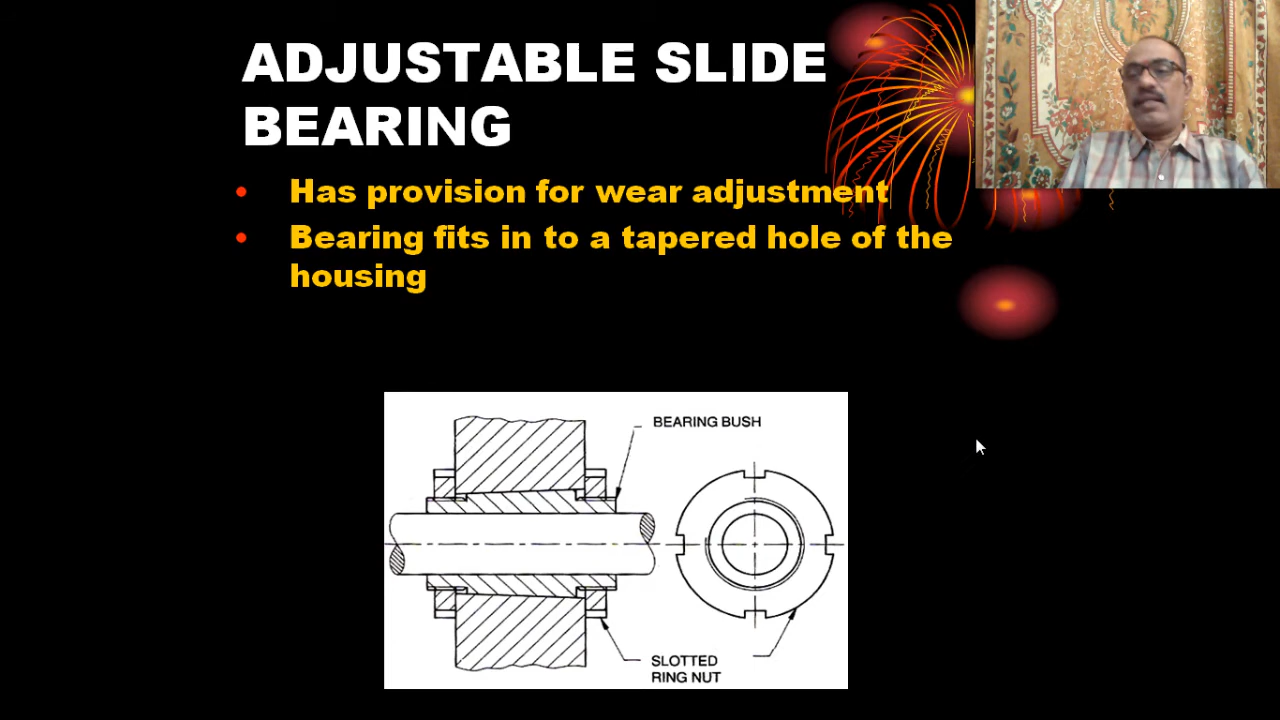 ADJUSTABLE SLIDE
BEARING
Has provision for wear adjustment
Bearing fits in to a tapered hole of the
housing
BEARING BUSH
SLOTTED
RING NUT